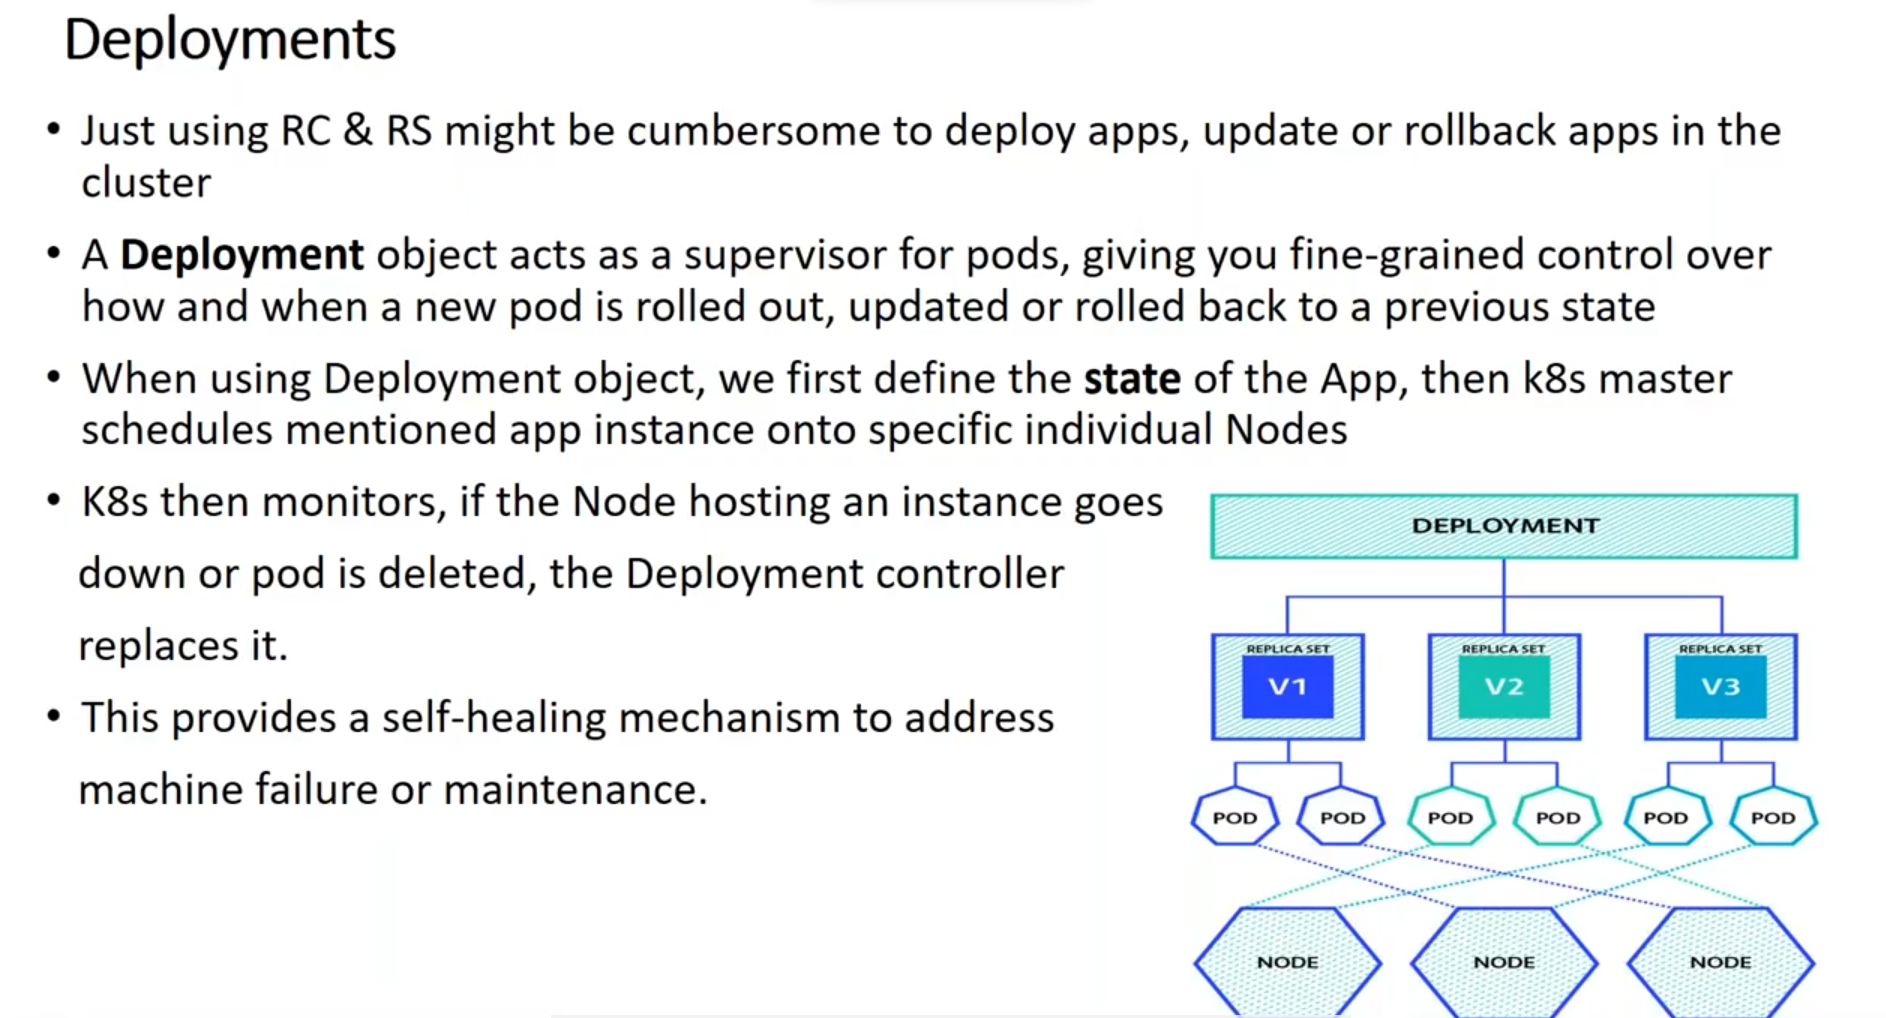 Deployments
• Just using RC & RS might be cumbersome to deploy apps, update or rollback apps in the
cluster
• A Deployment object acts as a supervisor for pods, giving you fine-grained control over
how and when a new pod is rolled out, updated or rolled back to a previous state
• When using Deployment object, we first define the state of the App, then k8s master
schedules mentioned app instance onto specific individual Nodes
• K8s then monitors, if the Node hosting an instance goes
down or pod is deleted, the Deployment controller
replaces it.
• This provides a self-healing mechanism to address
machine failure or maintenance.
DEPLOYMENT
REPLICA SET REPLICA SET REPLICA SET
V1 V2 V3
POD POD POD POD POD POD
NODE NODE NODE